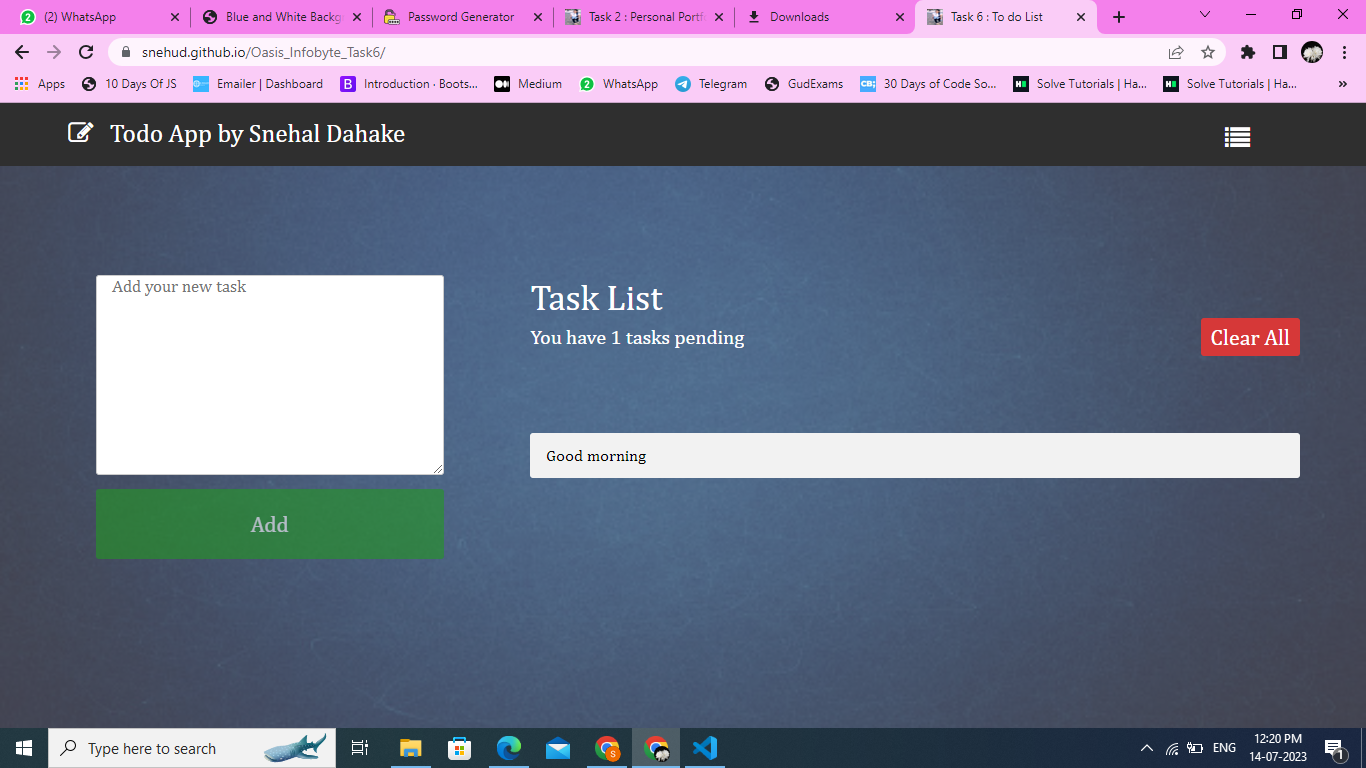 (2) WhatsApp
Blue and White Backg
Password Generator
Task 2 : Personal Portf
Downloads
Task 6 : To do List
snehud.github.io/Oasis_Infobyte_Task6/
Apps
10 Days Of JS
Emailer | Dashboard
B
Introduction · Boots...
Medium
2
WhatsApp
Telegram
GudExams
CB;
30 Days of Code So...
H
Solve Tutorials | Ha...
H
Solve Tutorials | Ha...
»
Todo App by Snehal Dahake
Add your new task
Add
Task List
You have 1 tasks pending
Clear All
Good morning
Type here to search
S
ENG
12:20 PM
14-07-2023
1